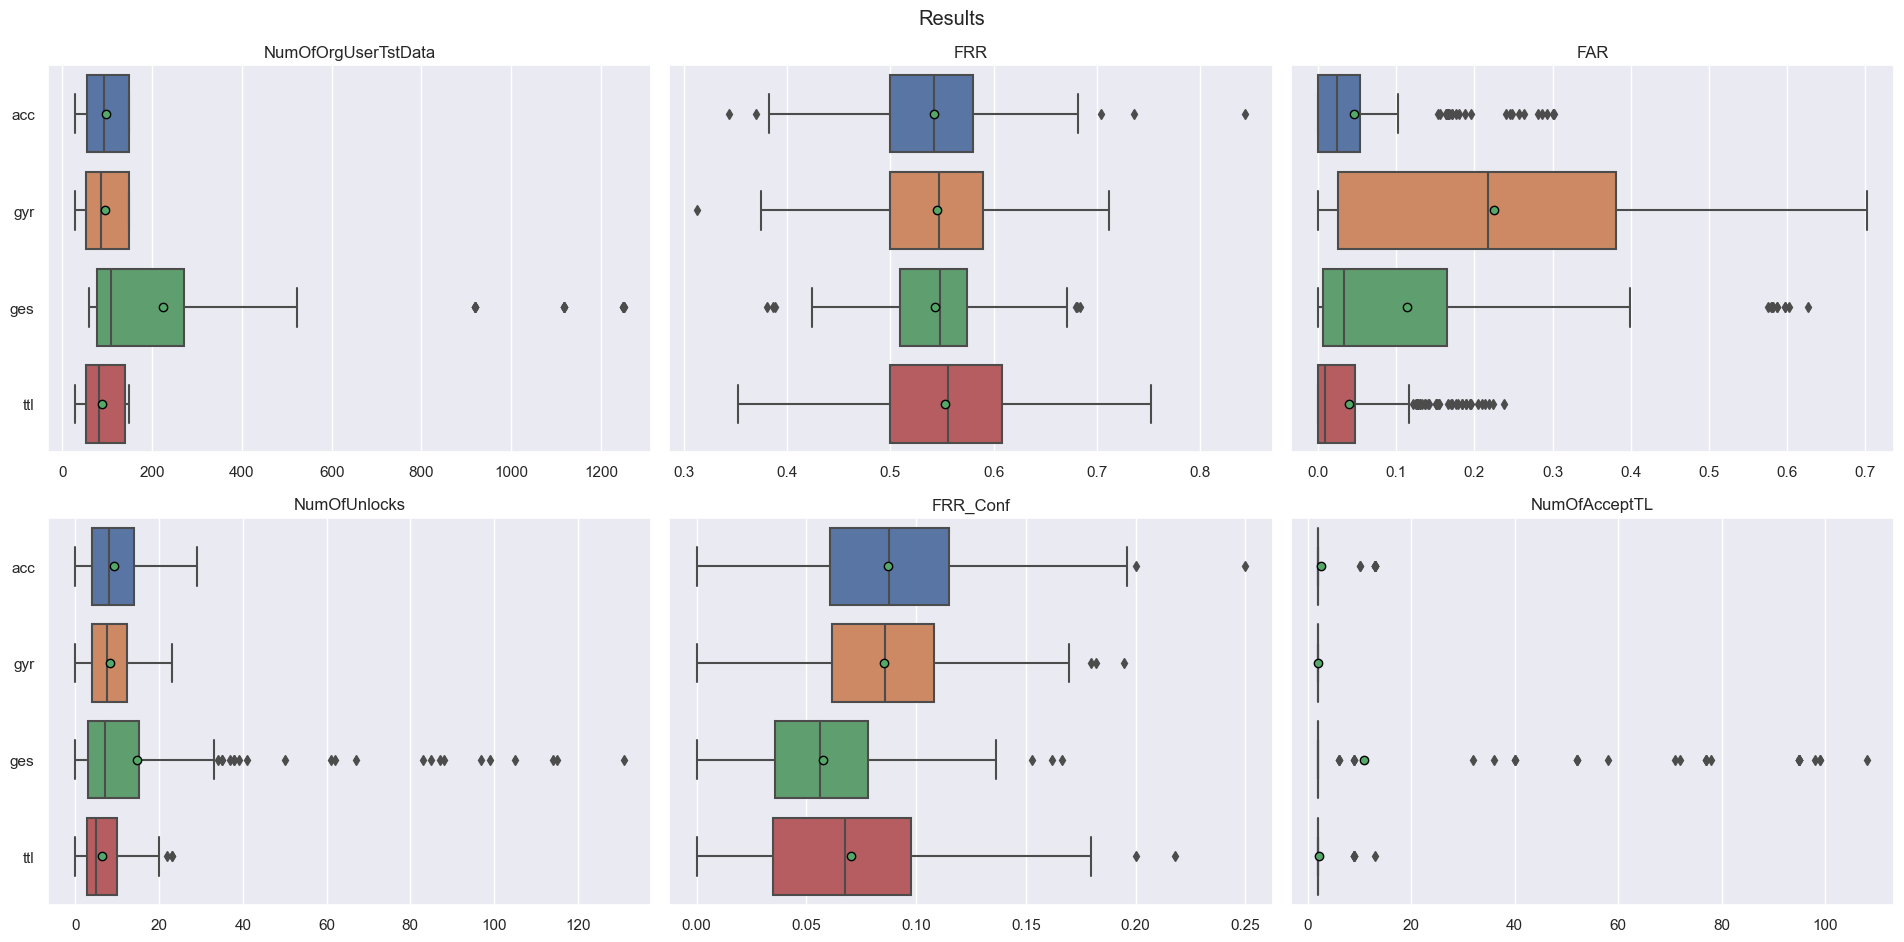 Results
NumOfOrgUserTstData FRR FAR
acc
gyr
ges
ttl
0 200 400 600 800 1000 1200 0.3 0.4 0.5 0.6 0.7 0.8 0.0 0.1 0.2 0.3 0.4 0.5 0.6 0.7
NumOfUnlocks FRR_Conf NumOfAcceptTL
acc
gyr
ges
ttl
0 20 40 60 80 100 120 0.00 0.05 0.10 0.15 0.20 0.25 0 20 40 60 80 100